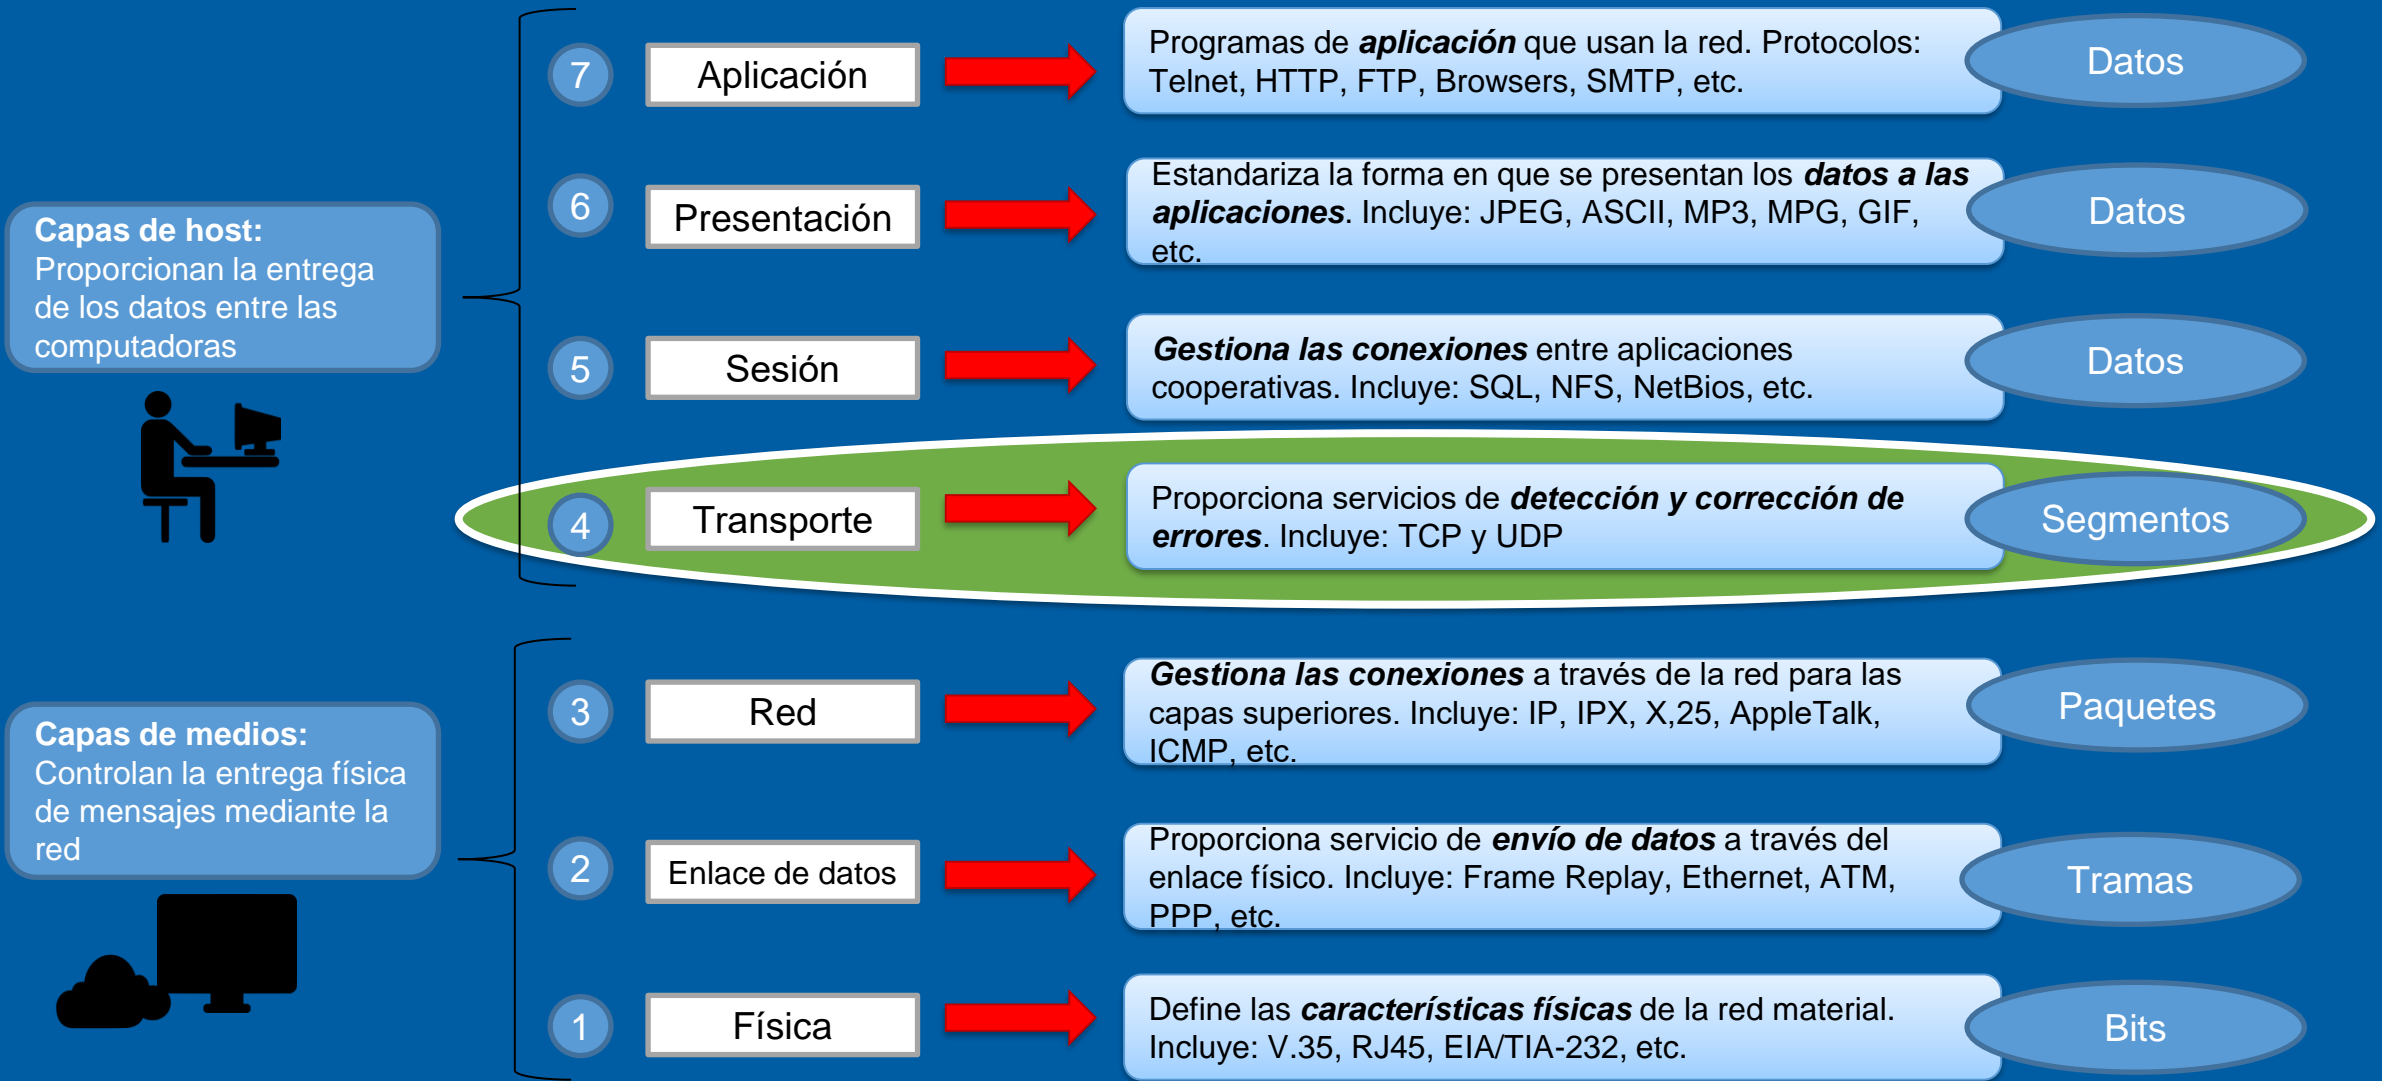 7
Aplicación
Programas de aplicación que usan la red. Protocolos:
Telnet, HTTP, FTP, Browsers, SMTP, etc.
Datos
6
Presentación
Estandariza la forma en que se presentan los datos a las
aplicaciones. Incluye: JPEG, ASCII, MP3, MPG, GIF,
etc.
Datos
Capas de host:
Proporcionan la entrega
de los datos entre las
computadoras
5
Sesión
Gestiona las conexiones entre aplicaciones
cooperativas. Incluye: SQL, NFS, NetBios, etc.
Datos
4
Transporte
Proporciona servicios de detección y corrección de
errores. Incluye: TCP y UDP
Segmentos
3
Red
Gestiona las conexiones a través de la red para las
capas superiores. Incluye: IP, IPX, X,25, AppleTalk,
ICMP, etc.
Paquetes
Capas de medios:
Controlan la entrega física
de mensajes mediante la
red
2
Enlace de datos
Proporciona servicio de envío de datos a través del
enlace físico. Incluye: Frame Replay, Ethernet, ATM,
PPP, etc.
Tramas
1
Física
Define las características físicas de la red material.
Incluye: V.35, RJ45, EIA/TIA-232, etc.
Bits